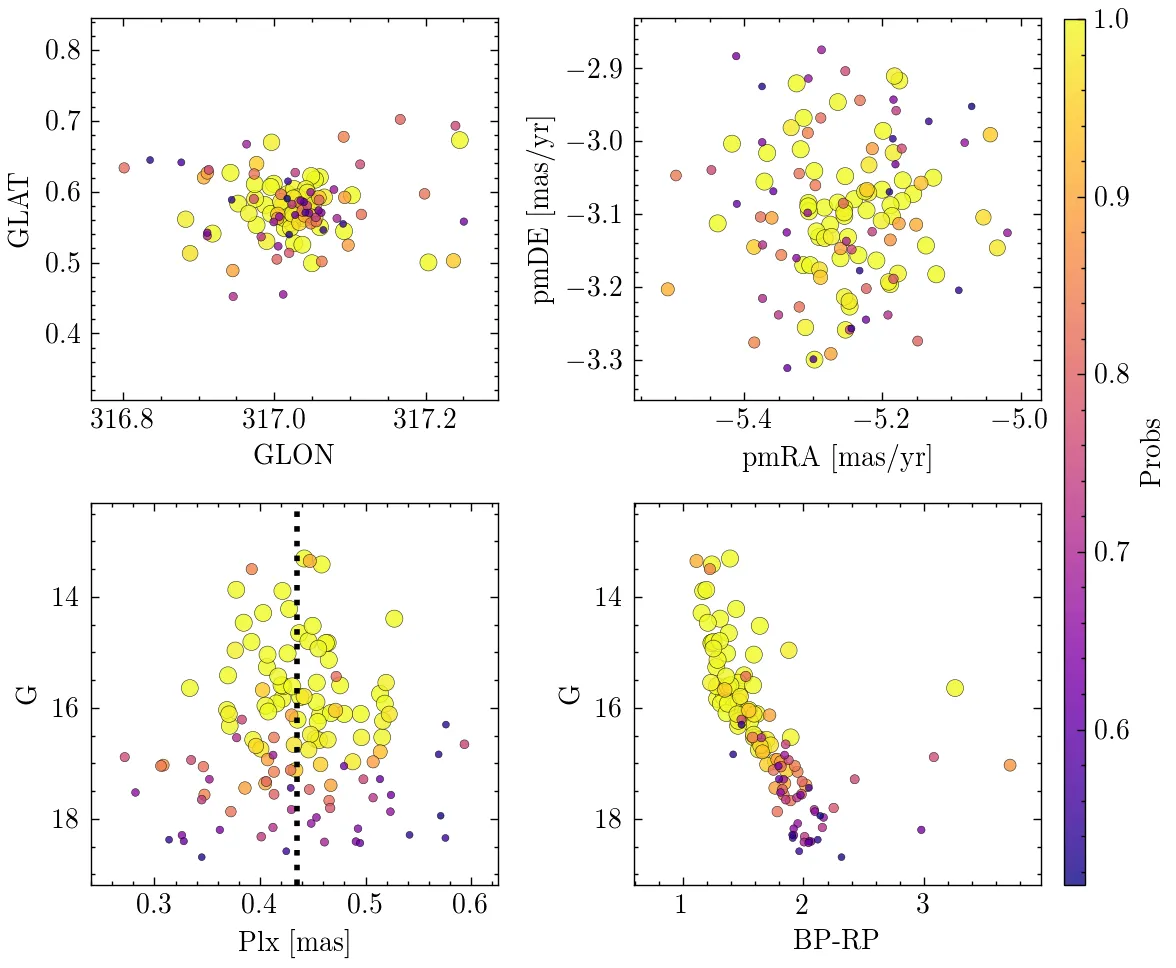 0.8
0.7
0.6
0.5
0.4
GLAT
316.8 317.0 317.2
GLON
−2.9
−3.0
−3.1
−3.2
−3.3
pmDE [mas/yr]
−5.4 −5.2 −5.0
pmRA [mas/yr]
1.0
0.9
0.8
0.7
0.6
Probs
14
16
18
G
0.3 0.4 0.5 0.6
Plx [mas]
14
16
18
G
1 2 3
BP-RP